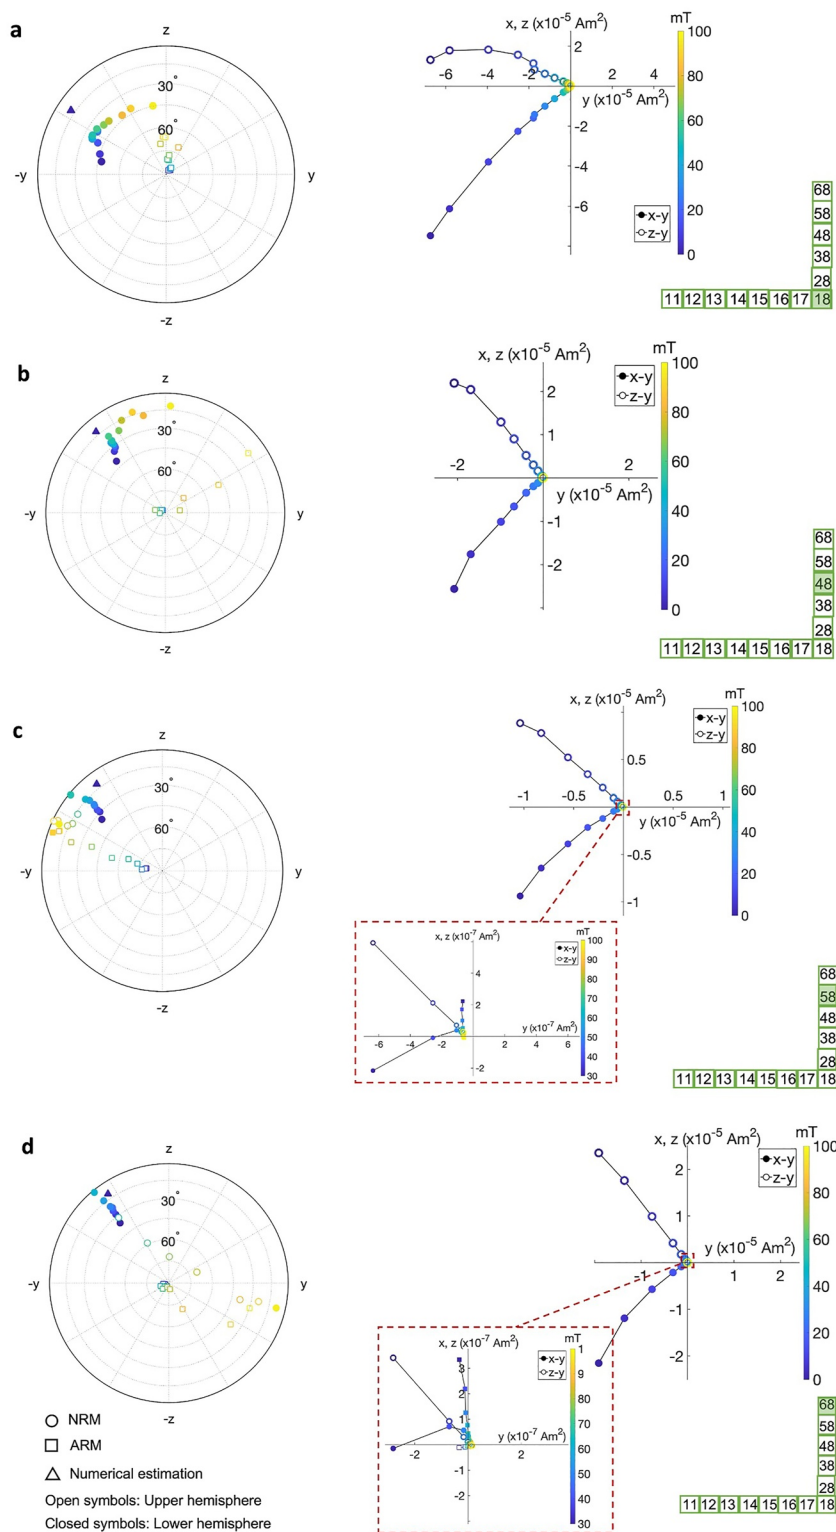 a
z
30°
60°
-y
y
-z
x, z (x10-5 Am2)
mT
100
80
60
40
20
0
2
-6 -4 -2 2 4
y (x10-5 Am2)
-2
-4
-6
x-y
z-y
68
58
48
38
28
11 12 13 14 15 16 17 18
b
z
30°
60°
-y
y
-z
x, z (x10-5 Am2)
mT
100
80
60
40
20
0
x-y
z-y
2
1
-2 2
y (x10-5 Am2)
-1
-2
68
58
48
38
28
11 12 13 14 15 16 17 18
c
z
30°
60°
-y
y
-z
x, z (x10-5 Am2)
mT
100
80
60
40
20
0
x-y
z-y
0.5
-1 -0.5 0.5 1
y (x10-5 Am2)
-0.5
-1
x, z (x10-7 Am2)
mT
100
90
80
70
60
50
40
30
x-y
z-y
4
2
y (x10-7 Am2)
-6 -4 -2 2 4 6
-2
68
58
48
38
28
11 12 13 14 15 16 17 18
d
z
30°
60°
-y
y
-z
x, z (x10-5 Am2)
mT
100
80
60
40
20
0
x-y
z-y
2
1
y (x10-5 Am2)
-1 1 2
-1
-2
x, z (x10-7 Am2)
mT
1
9
80
70
60
50
40
30
x-y
z-y
3
2
1
y (x10-7 Am2)
-2 2
-1
-2
68
58
48
38
28
11 12 13 14 15 16 17 18
NRM
ARM
Numerical estimation
Open symbols: Upper hemisphere
Closed symbols: Lower hemisphere